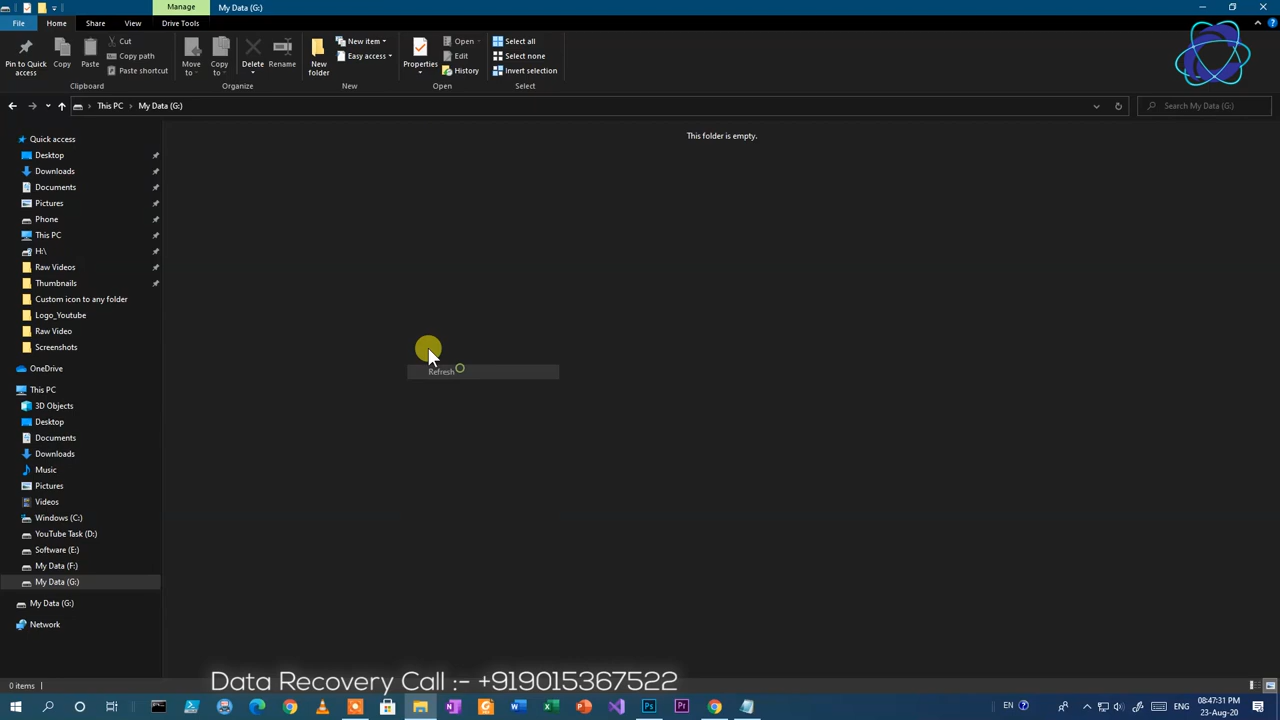 Manage
My Data (G:)
File
Home
Share
View
Drive Tools
Pin to Quick access
Copy
Paste
Cut
Copy path
Paste shortcut
Clipboard
Move to
Copy to
Delete
Rename
Organize
New folder
New item
Easy access
New
Properties
Open
Edit
History
Open
Select all
Select none
Invert selection
Select
This PC
My Data (G:)
Search My Data (G:)
This folder is empty.
Quick access
Desktop
Downloads
Documents
Pictures
Phone
This PC
H:\
Raw Videos
Thumbnails
Custom icon to any folder
Logo_Youtube
Raw Video
Screenshots
OneDrive
This PC
3D Objects
Desktop
Documents
Downloads
Music
Pictures
Videos
Windows (C:)
YouTube Task (D:)
Software (E:)
My Data (F:)
My Data (G:)
My Data (G:)
Network
Refresh
0 items
Data Recovery Call :- +919015367522
EN
ENG
08:47:31 PM
23-Aug-20